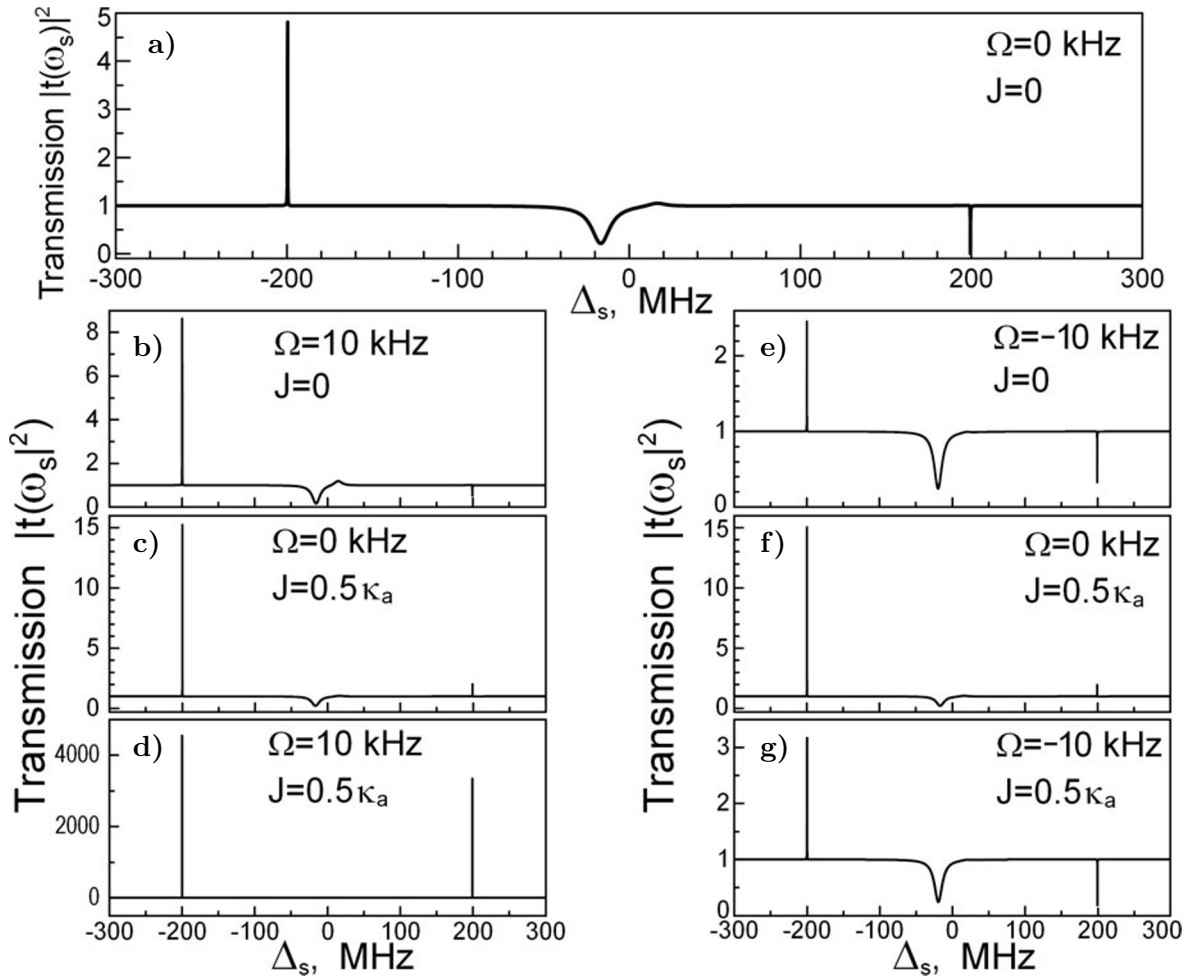 Transmission |t(ω_s)|²
a)
Ω=0 kHz
J=0
5
4
3
2
1
0
-300 -200 -100 0 100 200 300
Δ_s, MHz
Transmission |t(ω_s|²)
b)
Ω=10 kHz
J=0
8
6
4
2
0
c)
Ω=0 kHz
J=0.5κ_a
15
10
5
0
d)
Ω=10 kHz
J=0.5κ_a
4000
2000
0
-300 -200 -100 0 100 200 300
Δ_s, MHz
Transmission |t(ω_s|²)
e)
Ω=-10 kHz
J=0
2
1
0
f)
Ω=0 kHz
J=0.5κ_a
15
10
5
0
g)
Ω=-10 kHz
J=0.5κ_a
3
2
1
0
-300 -200 -100 0 100 200 300
Δ_s, MHz